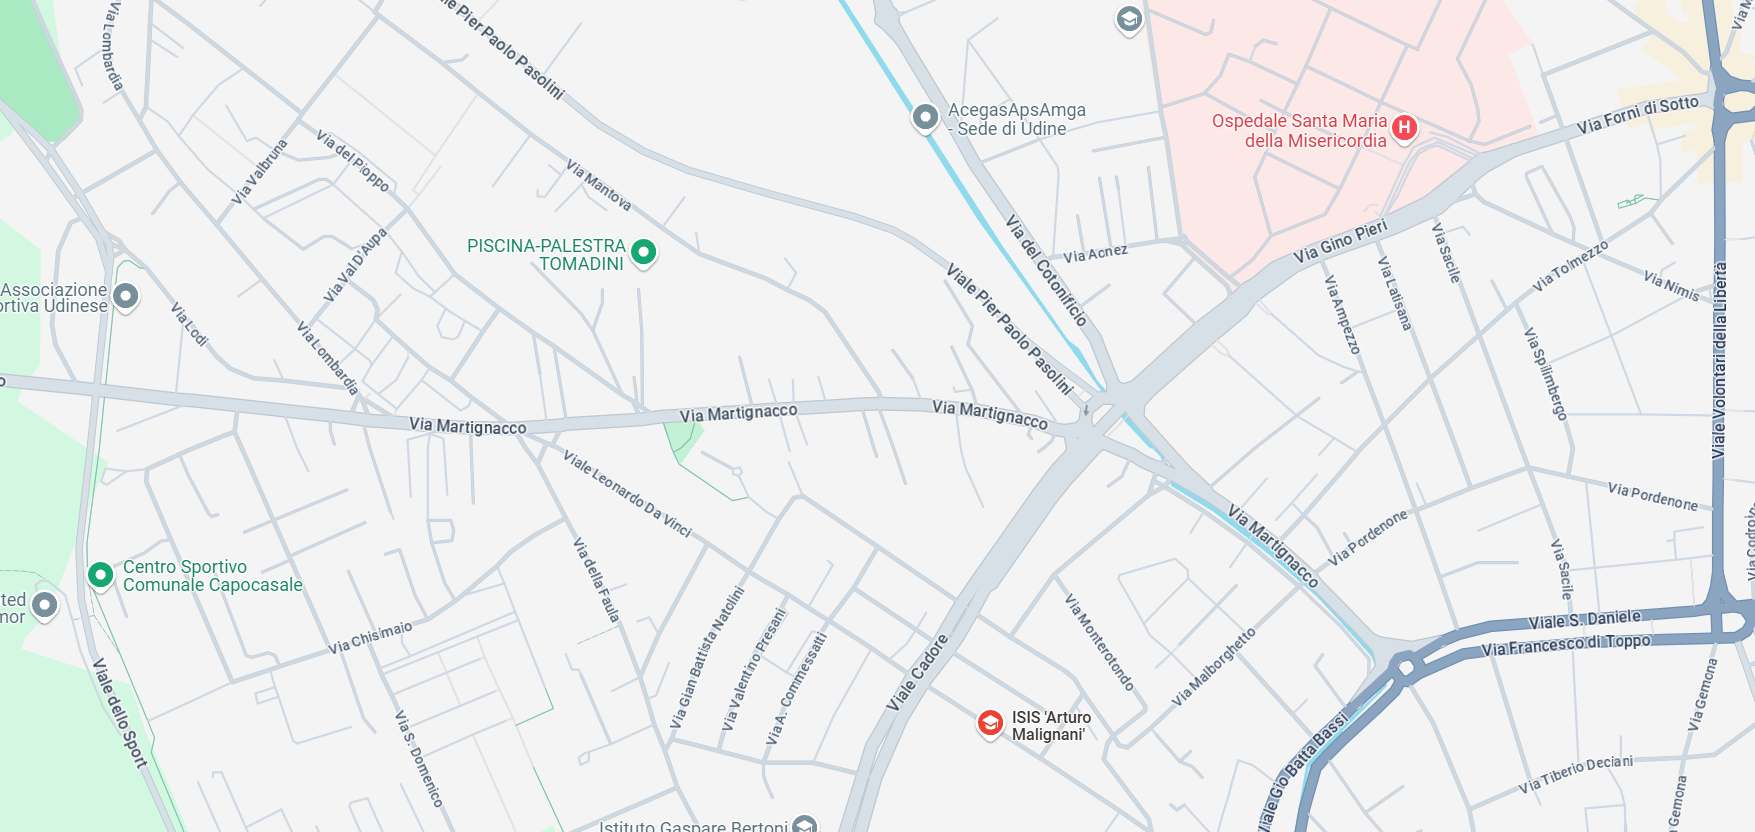 Via Lombardia
Viale Pier Paolo Pasolini
AcegasApsAmga
- Sede di Udine
Ospedale Santa Maria
della Misericordia
Via Forni di Sotto
Via Valbruna
Via del Pioppo
Via Mantova
PISCINA-PALESTRA
TOMADINI
Via Val D'Aupa
Via del Cotonificio
Via Agnez
Via Gino Pieri
Via Sacile
Via Tolmezzo
Via Nimis
Associazione
ortiva Udinese
Via Lodi
Via Lombardia
Viale Pier Paolo Pasolini
Via Ampezzo
Via Latisana
Via Spilimbergo
Viale Volontari della Libertà
Via Martignacco
Via Martignacco
Via Martignacco
Viale Leonardo Da Vinci
Via Martignacco
Via Pordenone
Via Pordenone
Via Codroipo
Via Sacile
Centro Sportivo
Comunale Capocasale
ted
mor
Via della Faula
Via Chisimaio
Via Gian Battista Natolini
Via Valentino Presani
Via A. Commessatti
Via Monterotondo
Via Malborghetto
Viale S. Daniele
Via Francesco di Toppo
Viale Cadore
Viale dello Sport
Via S. Domenico
ISIS 'Arturo
Malignani'
Via Gemona
Viale Gio Batta Bassi
Via Tiberio Deciani
Gemona
Istituto Gaspare Bertoni